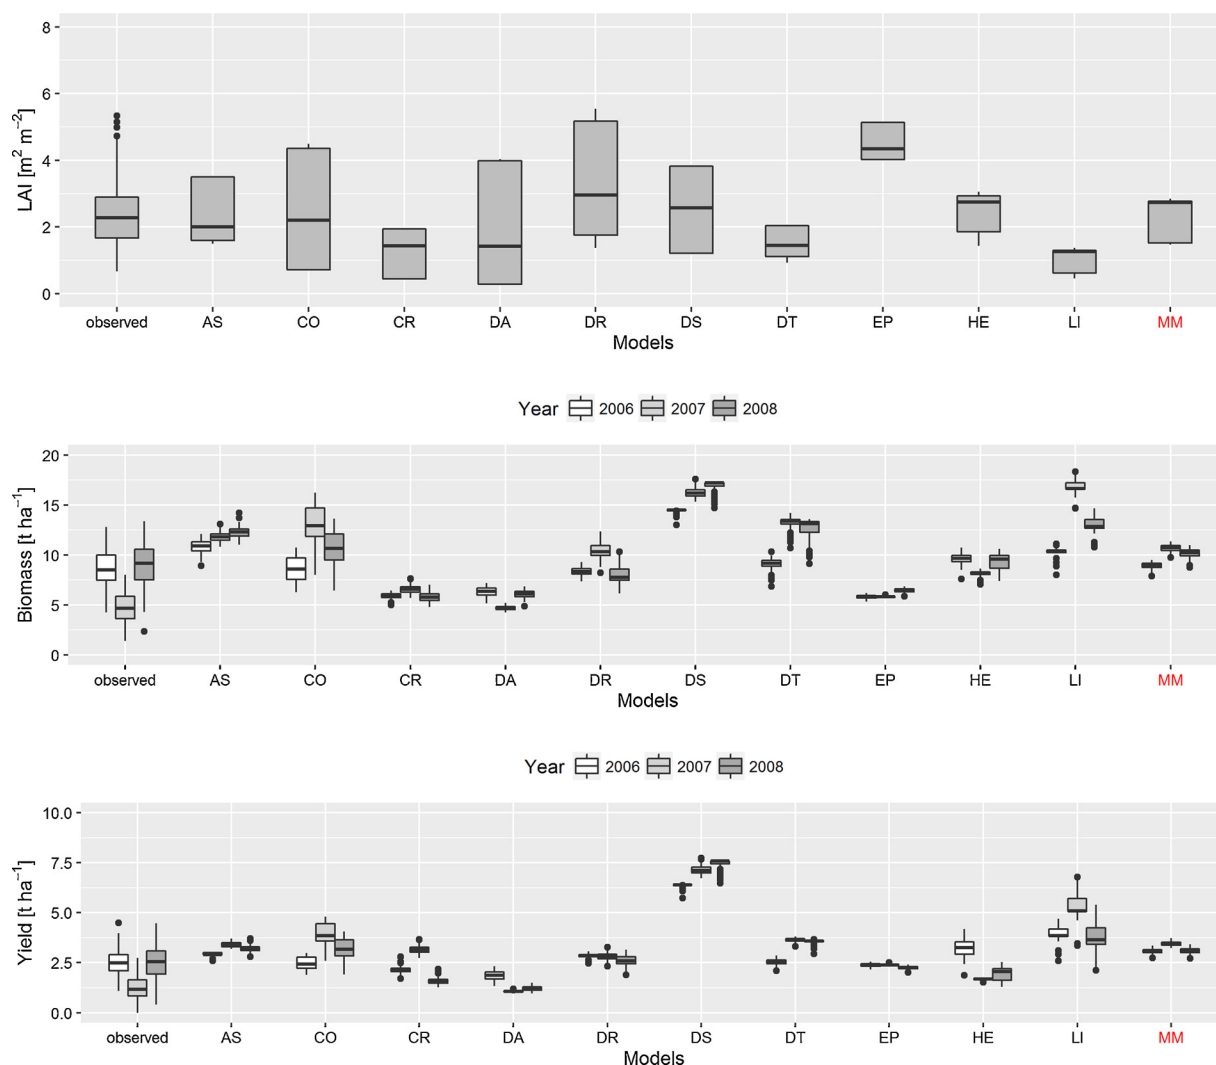 LAI [m² m⁻²]
8
6
4
2
0
observed AS CO CR DA DR DS DT EP HE LI MM
Models
Year 2006 2007 2008
Biomass [t ha⁻¹]
20
15
10
5
0
observed AS CO CR DA DR DS DT EP HE LI MM
Models
Year 2006 2007 2008
Yield [t ha⁻¹]
10.0
7.5
5.0
2.5
0.0
observed AS CO CR DA DR DS DT EP HE LI MM
Models